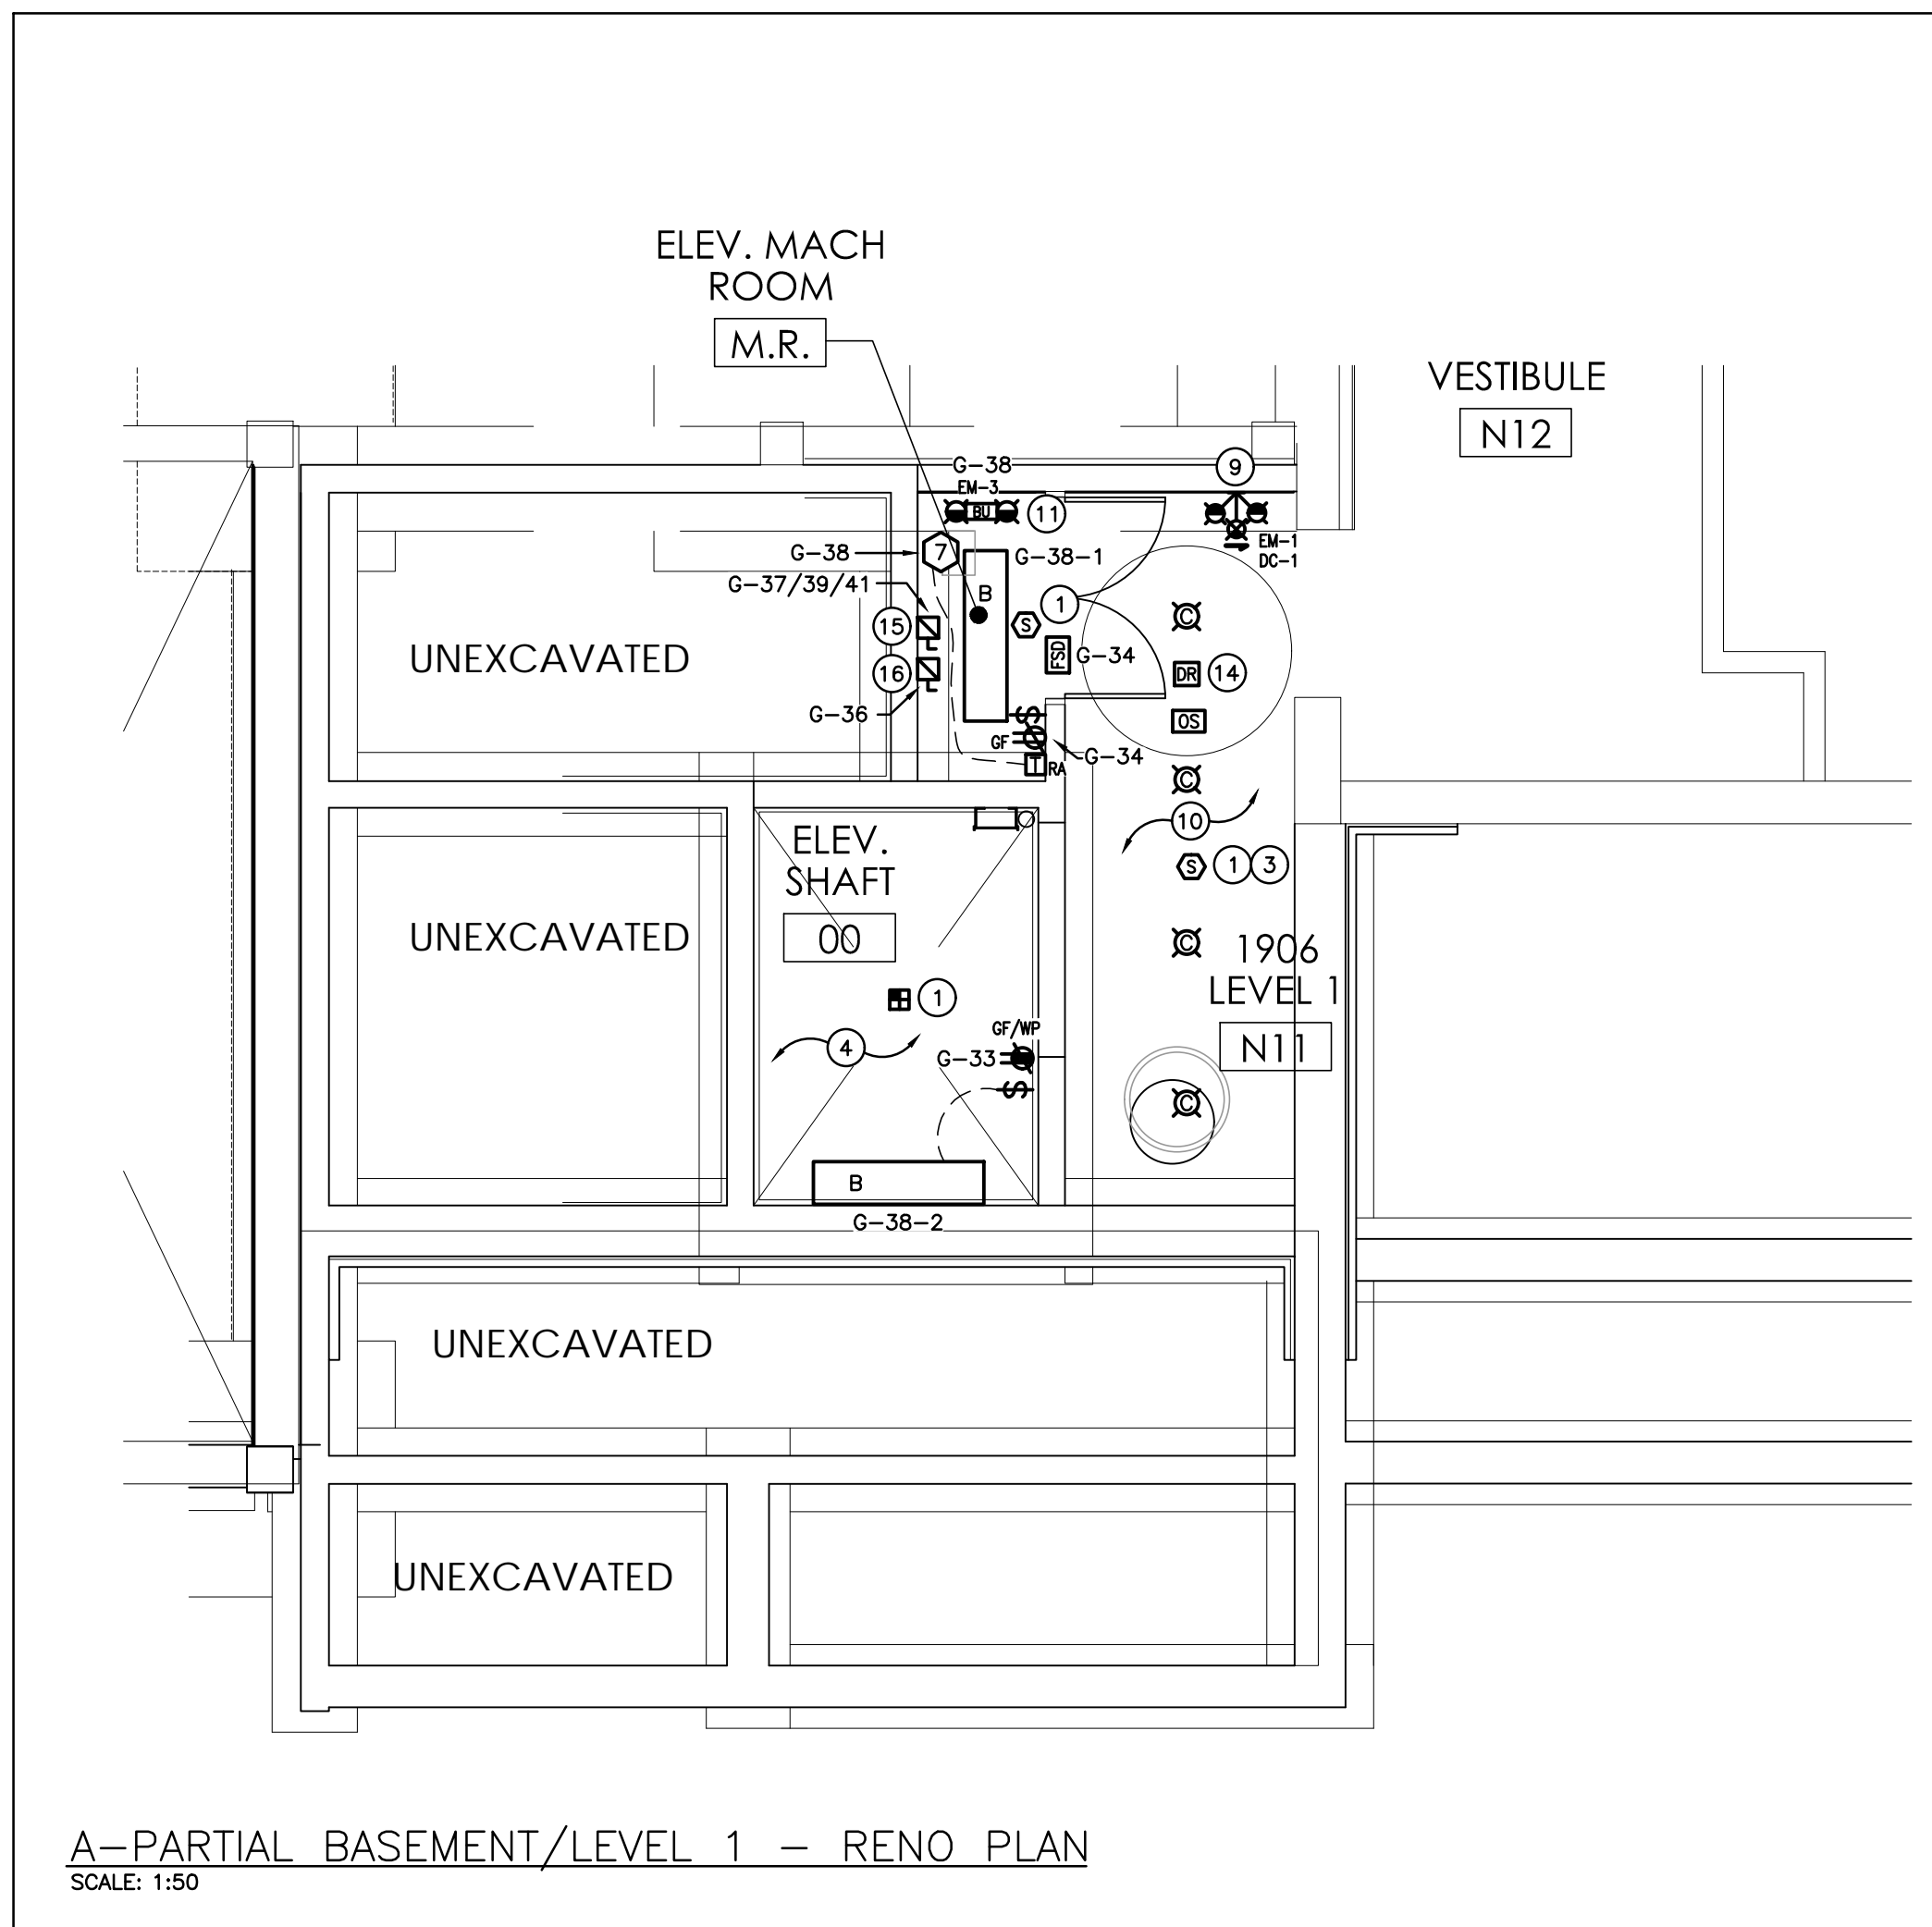 ELEV. MACH
ROOM
M.R.
VESTIBULE
N12
G-38
9
EM-3
BU
11
EM-1
DC-1
G-38
7
G-38-1
G-37/39/41
B
1
C
15
S
FSD
G-34
UNEXCAVATED
16
DR
14
G-36
S
OS
GF
G-34
T
RA
C
10
ELEV.
SHAFT
00
S
1
3
UNEXCAVATED
C
1906
LEVEL 1
N11
1
GF/WP
4
G-33
S
C
B
G-38-2
UNEXCAVATED
UNEXCAVATED
A-PARTIAL BASEMENT/LEVEL 1 - RENO PLAN
SCALE: 1:50